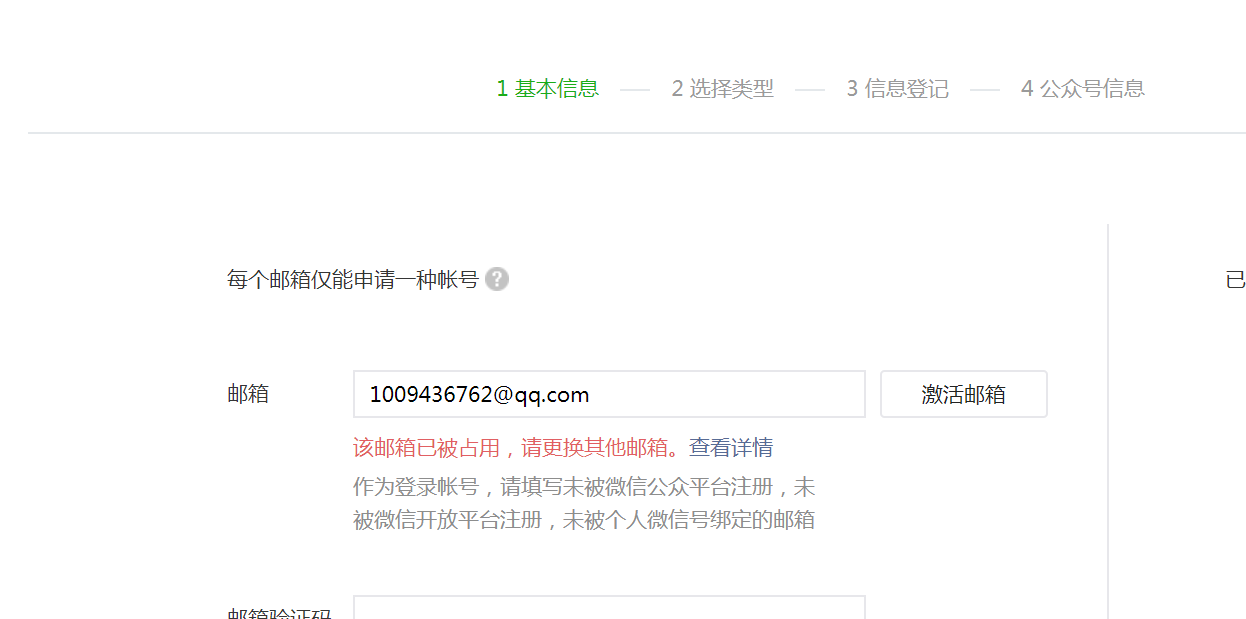 1 基本信息 2 选择类型 3 信息登记 4 公众号信息
每个邮箱仅能申请一种帐号 ?
已
邮箱 1009436762@qq.com 激活邮箱
该邮箱已被占用，请更换其他邮箱。查看详情
作为登录帐号，请填写未被微信公众平台注册，未
被微信开放平台注册，未被个人微信号绑定的邮箱
邮箱验证码